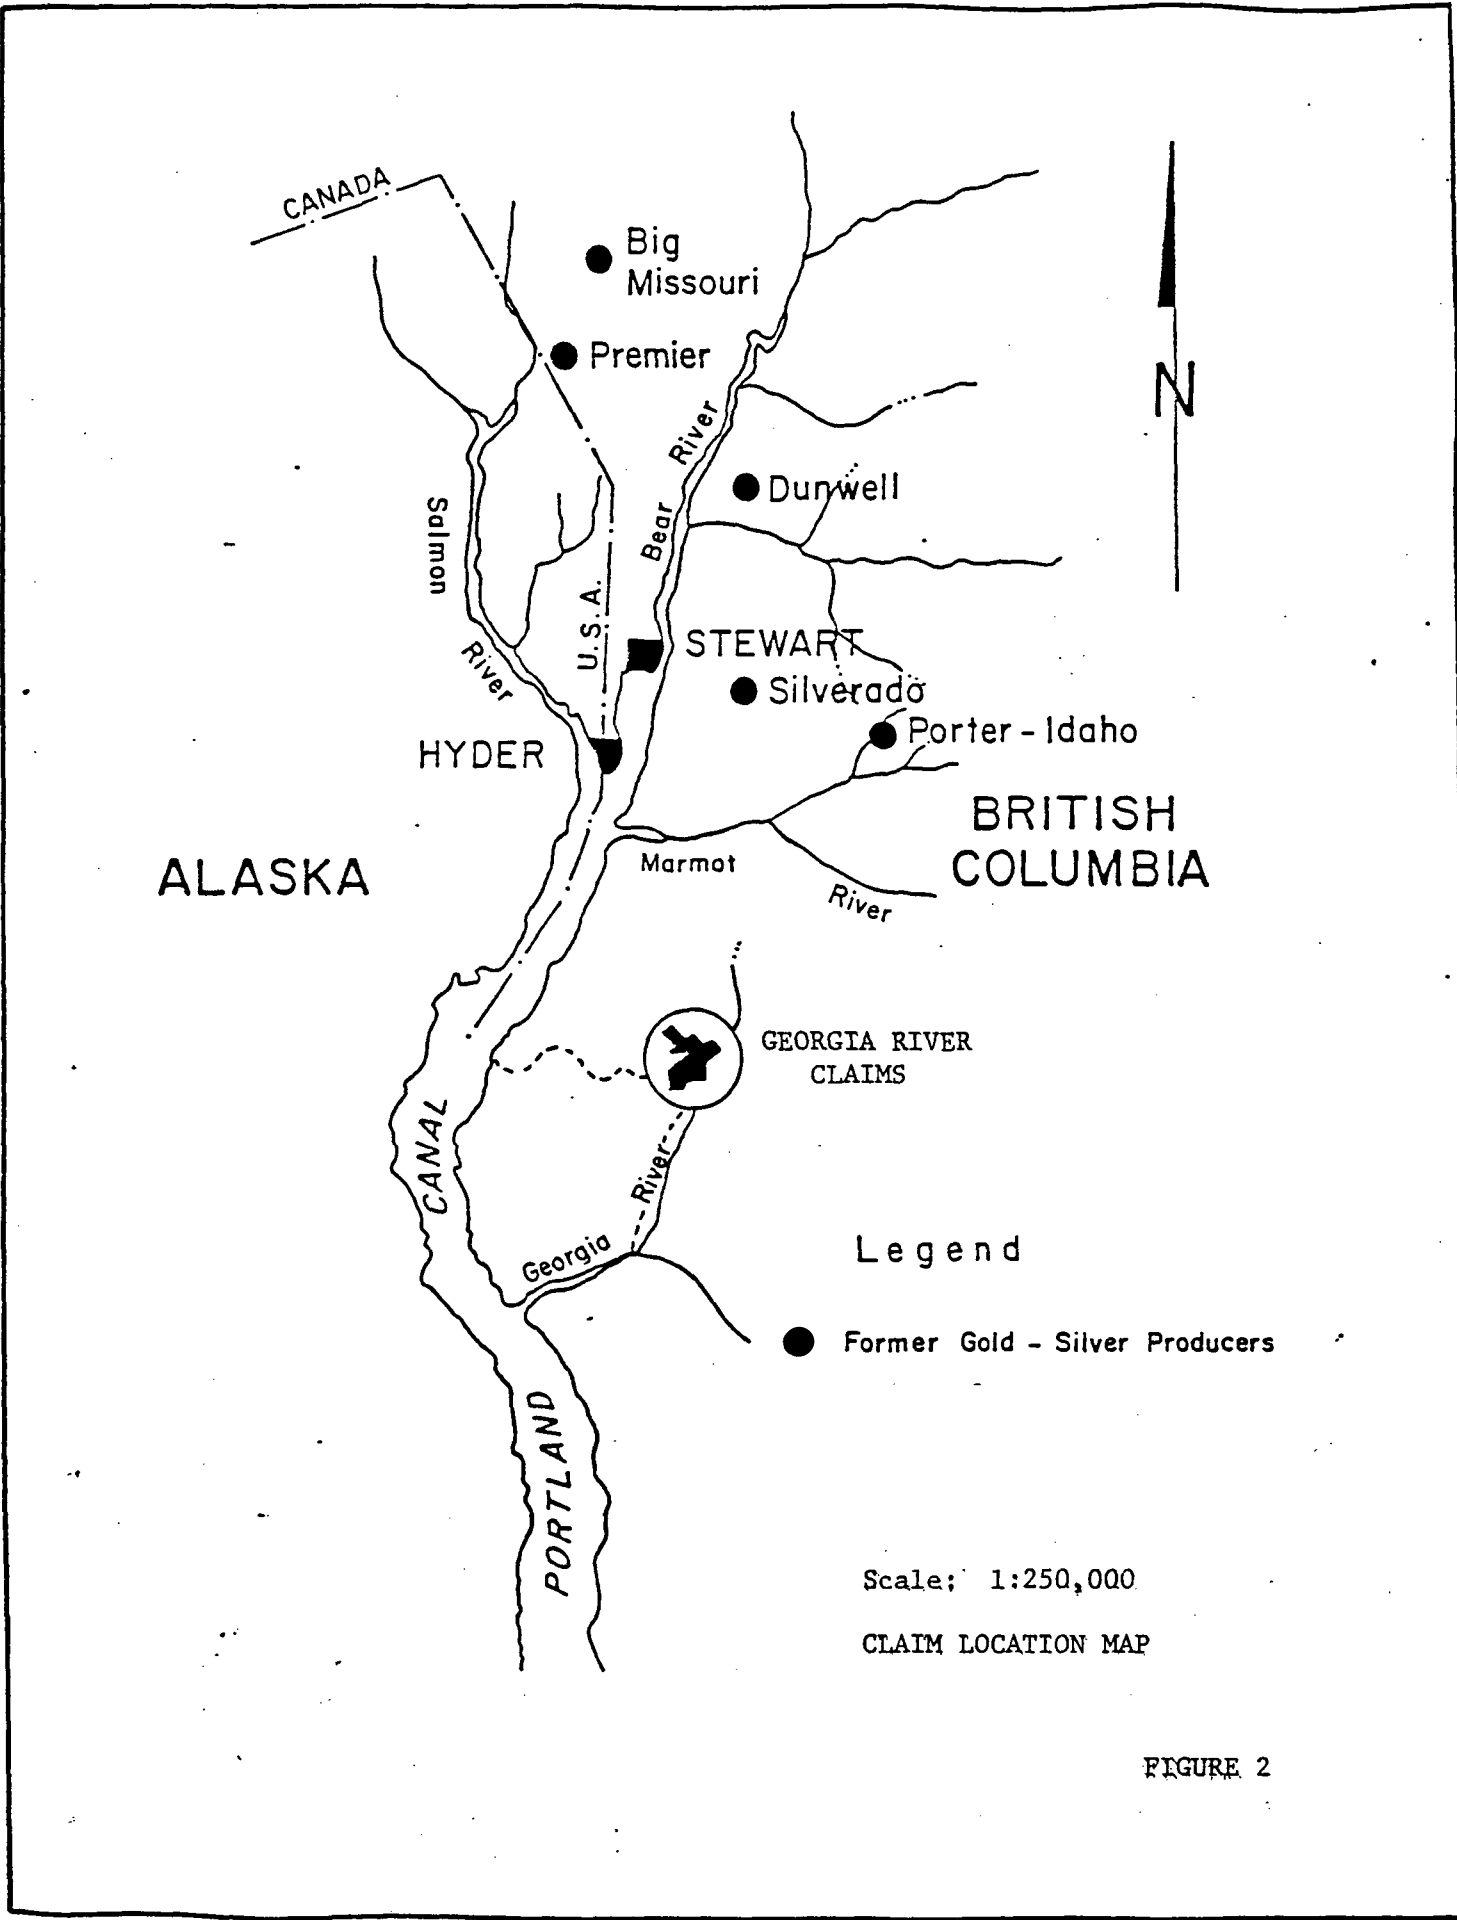 CANADA
Big
Missouri
Premier
Bear River
Dunwell
Salmon River
U.S.A.
STEWART
Silverado
Porter - Idaho
HYDER
BRITISH
COLUMBIA
ALASKA
Marmot River
GEORGIA RIVER
CLAIMS
Georgia River
PORTLAND CANAL
Legend
Former Gold - Silver Producers
Scale: 1:250,000
CLAIM LOCATION MAP
FIGURE 2
N